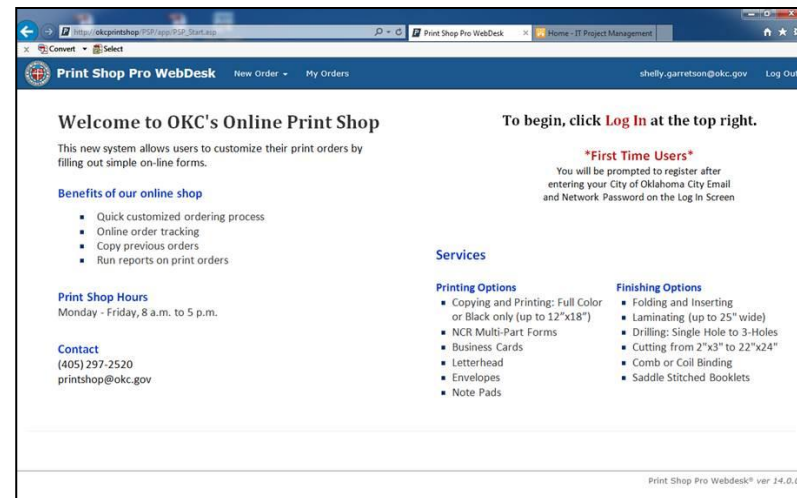 http://okcprintshop/PSP/app/PSP_Start.asp
Print Shop Pro WebDesk
Home - IT Project Management
x Convert Select
Print Shop Pro WebDesk New Order My Orders shelly.garretson@okc.gov Log Out
Welcome to OKC's Online Print Shop
This new system allows users to customize their print orders by
filling out simple on-line forms.
Benefits of our online shop
Quick customized ordering process
Online order tracking
Copy previous orders
Run reports on print orders
Print Shop Hours
Monday - Friday, 8 a.m. to 5 p.m.
Contact
(405) 297-2520
printshop@okc.gov
To begin, click Log In at the top right.
*First Time Users*
You will be prompted to register after
entering your City of Oklahoma City Email
and Network Password on the Log In Screen
Services
Printing Options
Copying and Printing: Full Color
or Black only (up to 12"x18")
NCR Multi-Part Forms
Business Cards
Letterhead
Envelopes
Note Pads
Finishing Options
Folding and Inserting
Laminating (up to 25" wide)
Drilling: Single Hole to 3-Holes
Cutting from 2"x3" to 22"x24"
Comb or Coil Binding
Saddle Stitched Booklets
Print Shop Pro Webdesk® ver 14.0.